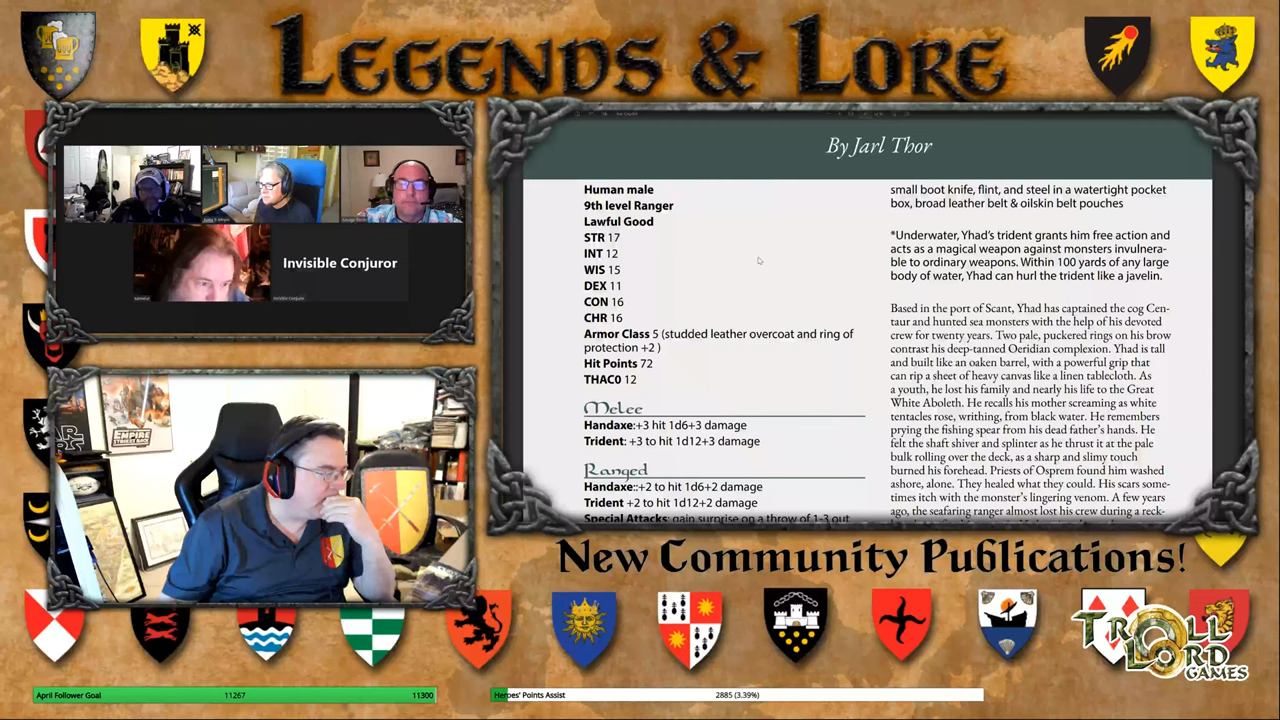 LEGENDS & LORE
By Jarl Thor
Invisible Conjuror
Invisible Conjuror
EMPIRE
Human male
9th level Ranger
Lawful Good
STR 17
INT 12
WIS 15
DEX 11
CON 16
CHR 16
Armor Class 5 (studded leather overcoat and ring of
protection +2 )
Hit Points 72
THAC0 12
Melee
Handaxe:+3 hit 1d6+3 damage
Trident: +3 to hit 1d12+3 damage
Ranged
Handaxe::+2 to hit 1d6+2 damage
Trident +2 to hit 1d12+2 damage
Special Attacks: gain surprise on a throw of 1-3 out
small boot knife, flint, and steel in a watertight pocket
box, broad leather belt & oilskin belt pouches
*Underwater, Yhad's trident grants him free action and
acts as a magical weapon against monsters invulnera-
ble to ordinary weapons. Within 100 yards of any large
body of water, Yhad can hurl the trident like a javelin.
Based in the port of Scant, Yhad has captained the cog Cen-
taur and hunted sea monsters with the help of his devoted
crew for twenty years. Two pale, puckered rings on his brow
contrast his deep-tanned Oeridian complexion. Yhad is tall
and built like an oaken barrel, with a powerful grip that
can rip a sheet of heavy canvas like a linen tablecloth. As
a youth, he lost his family and nearly his life to the Great
White Aboleth. He recalls his mother screaming as white
tentacles rose, writhing, from black water. He remembers
prying the fishing spear from his dead father's hands. He
felt the shaft shiver and splinter as he thrust it at the pale
bulk rolling over the deck, as a sharp and slimy touch
burned his forehead. Priests of Osprem found him washed
ashore, alone. They healed what they could. His scars some-
times itch with the monster's lingering venom. A few years
ago, the seafaring ranger almost lost his crew during a reck-
New Community Publications!
TROLL
LORD
GAMES
April Follower Goal 11267 11300
Heroes' Points Assist 2885 (3.39%)